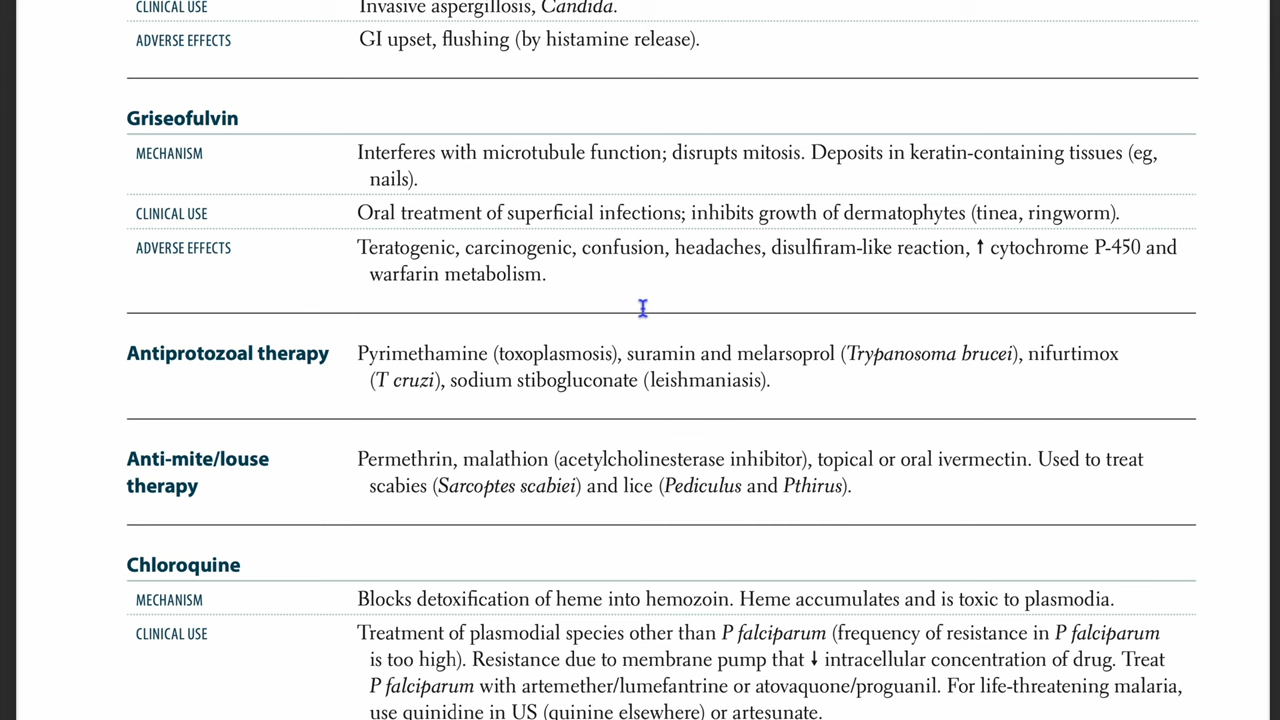 CLINICAL USE Invasive aspergillosis, Candida.
ADVERSE EFFECTS GI upset, flushing (by histamine release).
Griseofulvin
MECHANISM Interferes with microtubule function; disrupts mitosis. Deposits in keratin-containing tissues (eg,
nails).
CLINICAL USE Oral treatment of superficial infections; inhibits growth of dermatophytes (tinea, ringworm).
ADVERSE EFFECTS Teratogenic, carcinogenic, confusion, headaches, disulfiram-like reaction, ↑ cytochrome P-450 and
warfarin metabolism.
Antiprotozoal therapy Pyrimethamine (toxoplasmosis), suramin and melarsoprol (Trypanosoma brucei), nifurtimox
(T cruzi), sodium stibogluconate (leishmaniasis).
Anti-mite/louse Permethrin, malathion (acetylcholinesterase inhibitor), topical or oral ivermectin. Used to treat
therapy scabies (Sarcoptes scabiei) and lice (Pediculus and Pthirus).
Chloroquine
MECHANISM Blocks detoxification of heme into hemozoin. Heme accumulates and is toxic to plasmodia.
CLINICAL USE Treatment of plasmodial species other than P falciparum (frequency of resistance in P falciparum
is too high). Resistance due to membrane pump that ↓ intracellular concentration of drug. Treat
P falciparum with artemether/lumefantrine or atovaquone/proguanil. For life-threatening malaria,
use quinidine in US (quinine elsewhere) or artesunate.